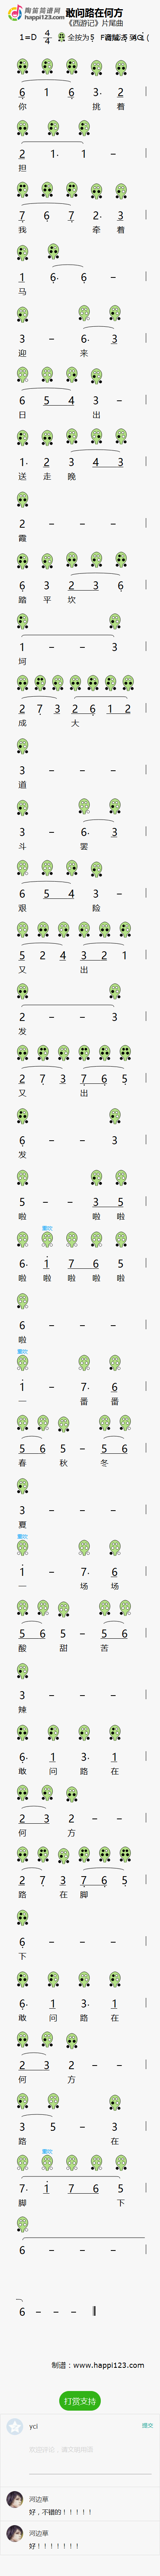 陶笛简谱网
www.happi123.com
敢问路在何方
《西游记》片尾曲
1=D 4/4 全按为 5
6 1 6 3. 2
你 挑 着
2 1. 1 –
担
7 6 7 2. 3
我 牵 着
1 6. 6 –
马
3 – 6. 3
迎 来
6 5 4 3 –
日 出
1. 2 3 4 3
送 走 晚
2 – – –
霞
6 3 2 3 6
踏 平 坎
1 – – 3
坷
2 7 3 2 6 1 2
成 大
3 – – –
道
3 – 6. 3
斗 罢
6 5 4 3 –
艰 险
5 2 4 3 2 1
又 出
2 – – 3
发
2 7 3 7 6 5
又 出
6 – – 3
发
5 – – 3 5
啦 啦 啦
重吹
6. 1 7 6 5
啦 啦 啦 啦 啦
6 – – –
啦
重吹
1 – 7. 6
一 番 番
5 6 5 – 5 6
春 秋 冬
3 – – –
夏
重吹
1 – 7. 6
一 场 场
5 6 5 – 5 6
酸 甜 苦
3 – – –
辣
6. 1 3. 1
敢 问 路 在
2 3 2 – –
何 方
2 7 3 7 6 5
路 在 脚
6 – – –
下
6. 1 3. 1
敢 问 路 在
2 3 2 – –
何 方
3 5 – 3
路 在
重吹
7. 1 7 6 5
脚 下
6 – – –
6 – – –
制谱：www.happi123.com
打赏支持
yci
提交
河边草
好，不错的！！！！！
河边草
好！！！！！！！